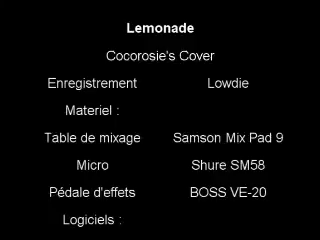 Lemonade
Cocorosie's Cover
Enregistrement Lowdie
Materiel :
Table de mixage Samson Mix Pad 9
Micro Shure SM58
Pédale d'effets BOSS VE-20
Logiciels :